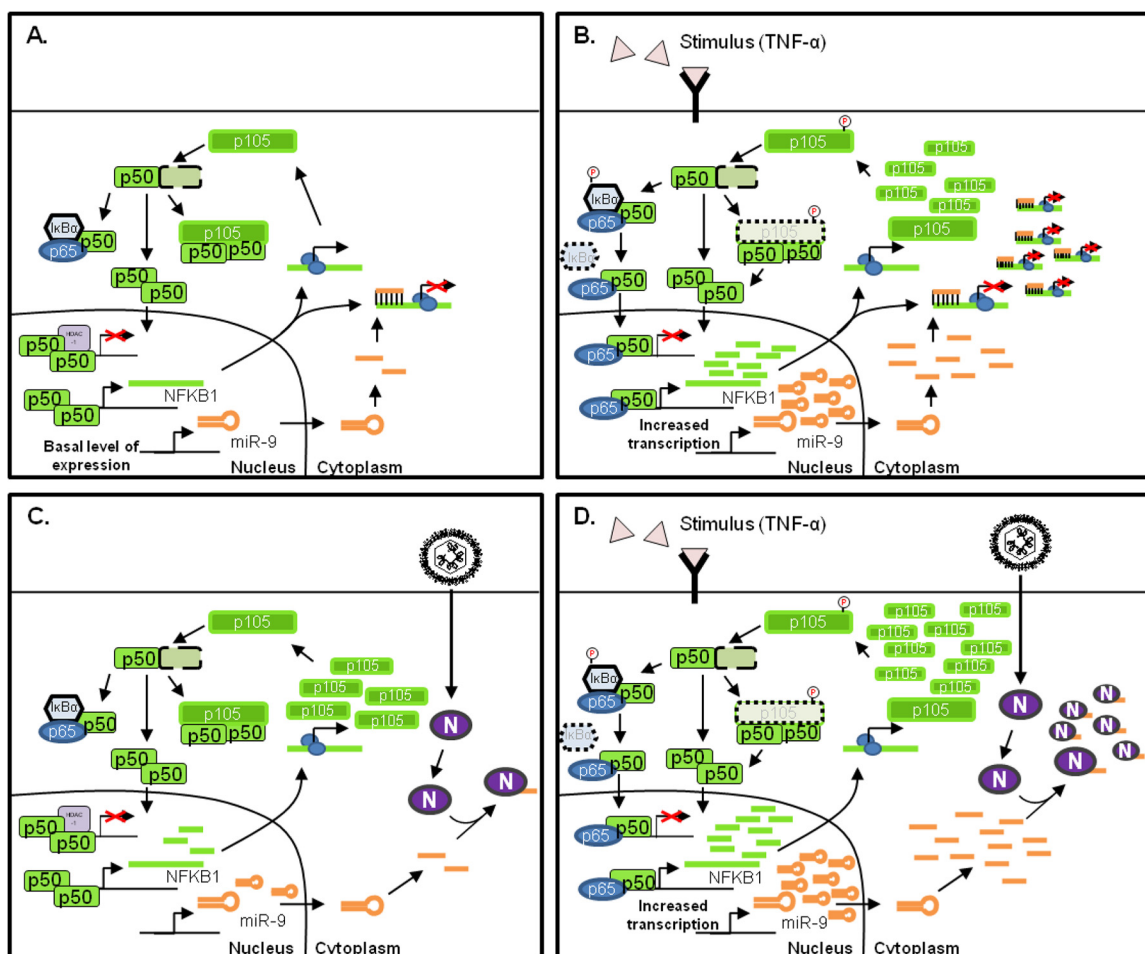 A.
p105
p50
IκBα
p50
p65
p105
p50
p50
p50
p50
HDAC
-1
p50
p50
NFKB1
p50
p50
miR-9
Basal level of
expression
Nucleus
Cytoplasm
B.
Stimulus (TNF-α)
P
p105
p105
p105
p105
p105
p105
P
p50
IκBα
p50
p65
P
p105
p105
p50
p50
IκBα
p50
p65
p50
p50
p50
p65
NFKB1
p50
p65
Increased
transcription
miR-9
Nucleus
Cytoplasm
C.
p105
p50
p105
p105
p105
p105
p105
IκBα
p50
p65
p105
p50
p50
N
p50
p50
N
N
HDAC
-1
p50
p50
NFKB1
p50
p50
miR-9
Nucleus
Cytoplasm
D.
Stimulus (TNF-α)
P
p105
p105
p105
p105
p105
p105
p105
p105
p105
p105
P
p50
IκBα
p50
p65
P
p105
p105
p50
p50
N
N
N
N
N
N
N
N
IκBα
p50
p65
p50
p50
p50
p65
NFKB1
p50
p65
Increased
transcription
miR-9
Nucleus
Cytoplasm